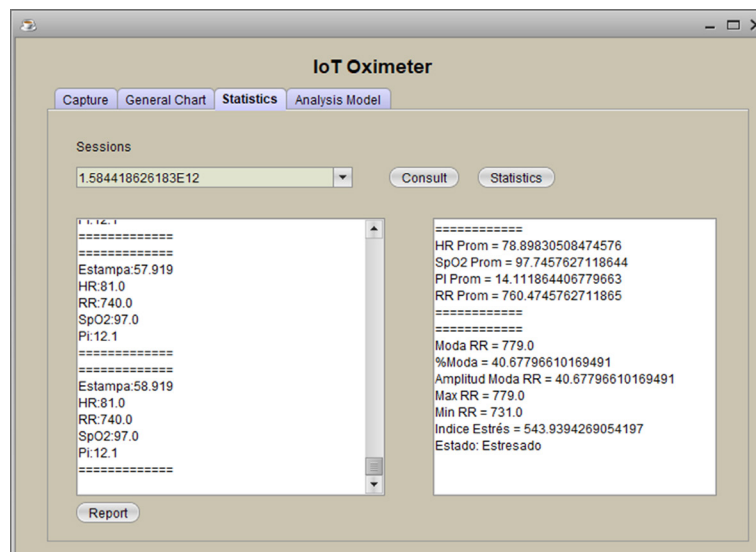 IoT Oximeter
Capture
General Chart
Statistics
Analysis Model
Sessions
1.584418626183E12
Consult
Statistics
Pi:12.1
=============
=============
Estampa:57.919
HR:81.0
RR:740.0
SpO2:97.0
Pi:12.1
=============
=============
Estampa:58.919
HR:81.0
RR:740.0
SpO2:97.0
Pi:12.1
=============
============
HR Prom = 78.89830508474576
SpO2 Prom = 97.7457627118644
PI Prom = 14.111864406779663
RR Prom = 760.4745762711865
============
============
Moda RR = 779.0
%Moda = 40.67796610169491
Amplitud Moda RR = 40.67796610169491
Max RR = 779.0
Min RR = 731.0
Indice Estrés = 543.9394269054197
Estado: Estresado
Report